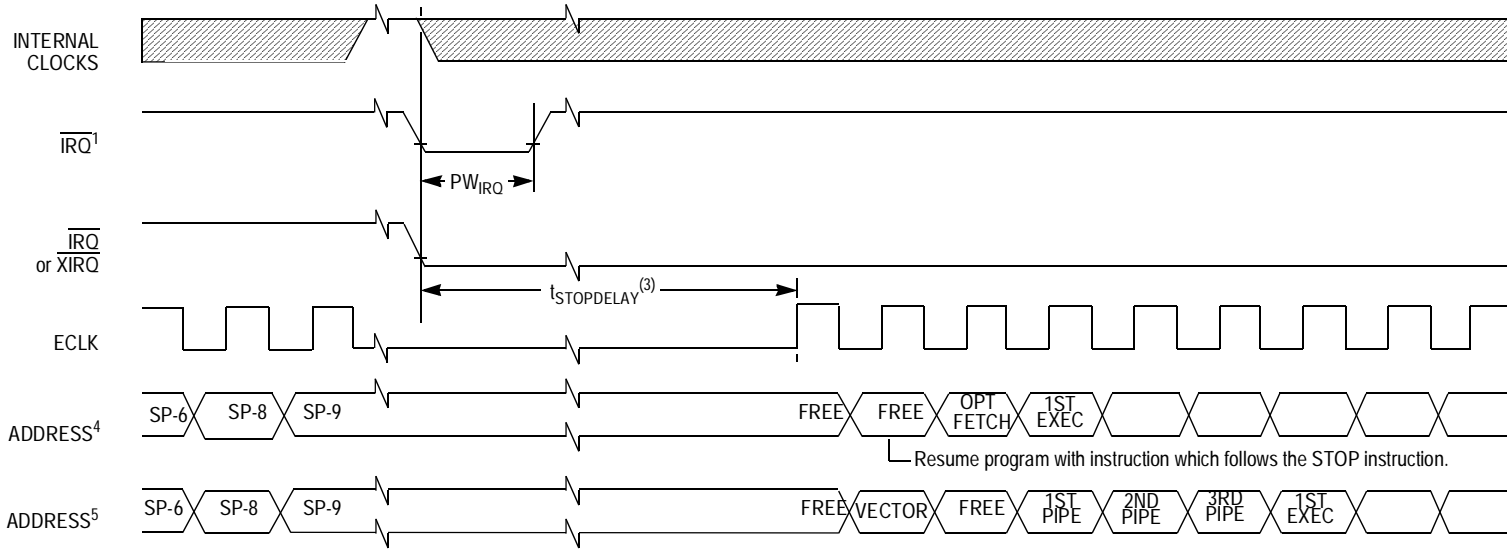 INTERNAL
CLOCKS
IRQ1
PWIRQ
IRQ
or XIRQ
tSTOPDELAY(3)
ECLK
ADDRESS4
SP-6 SP-8 SP-9 FREE FREE OPT FETCH 1ST EXEC
Resume program with instruction which follows the STOP instruction.
ADDRESS5
SP-6 SP-8 SP-9 FREE VECTOR FREE 1ST PIPE 2ND PIPE 3RD PIPE 1ST EXEC